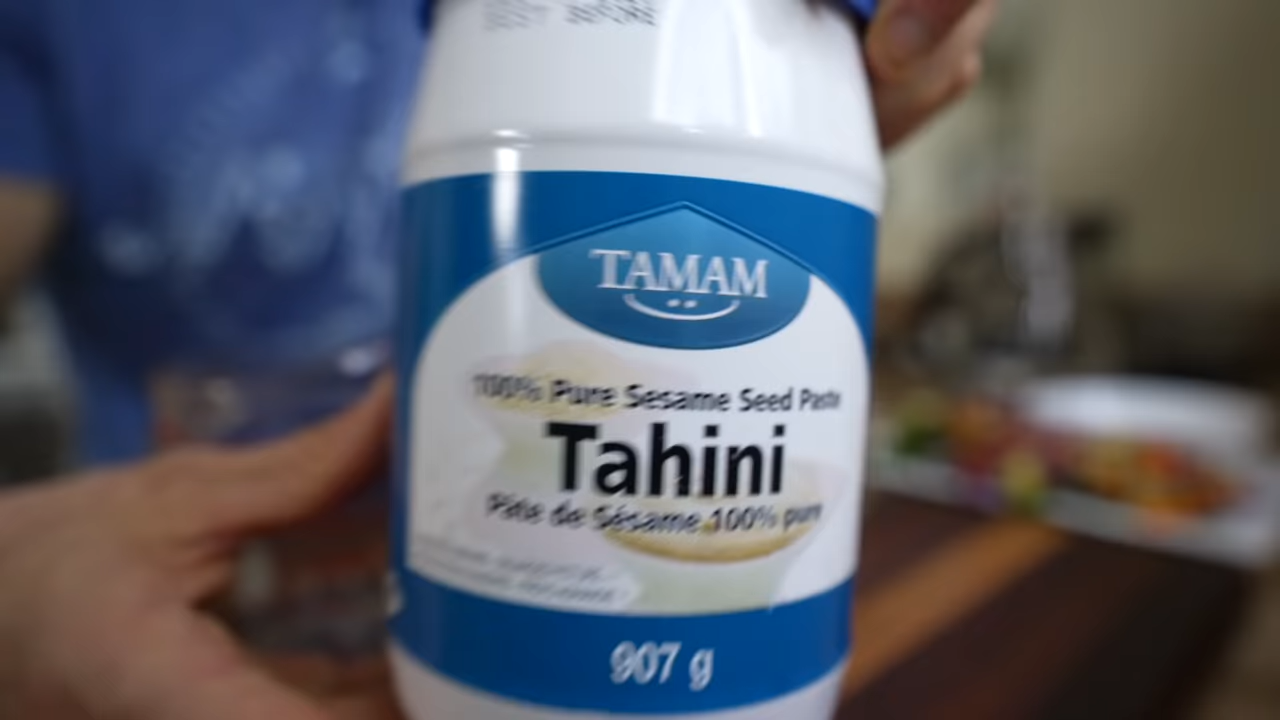 TAMAM
100% Pure Sesame Seed Paste
Tahini
Pâte de Sésame 100% pure
907 g